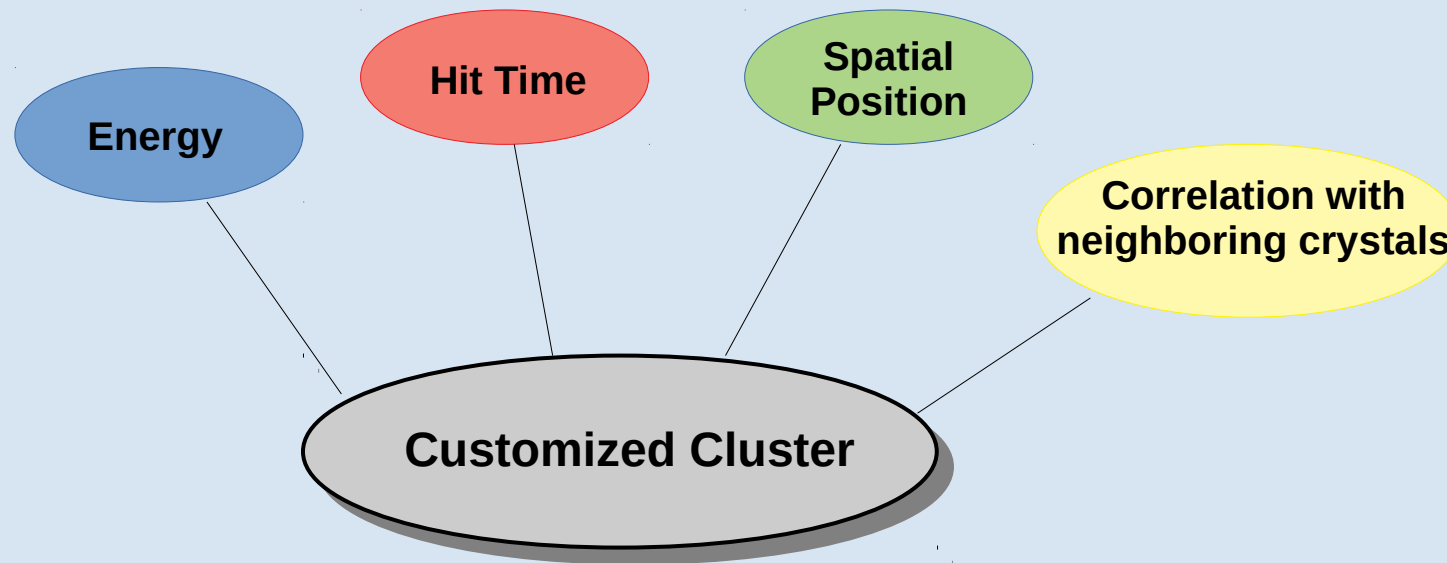 Energy
Hit Time
Spatial
Position
Correlation with
neighboring crystals
Customized Cluster